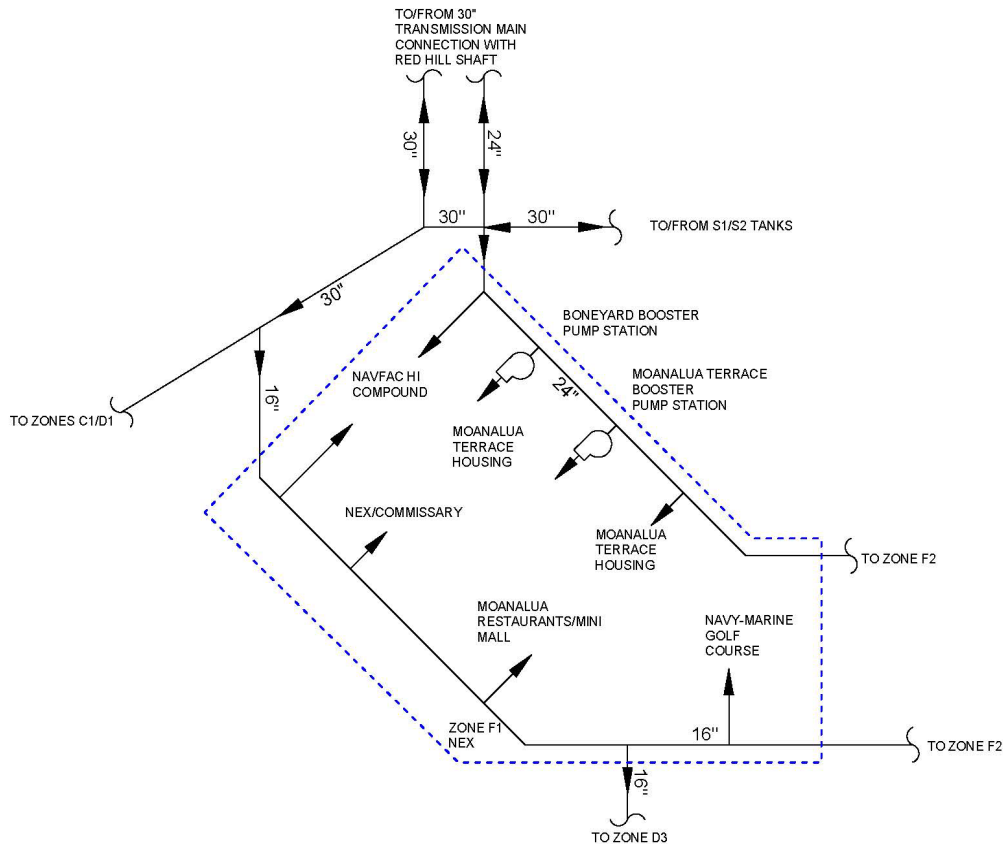 TO/FROM 30"
TRANSMISSION MAIN
CONNECTION WITH
RED HILL SHAFT
30"
24"
30"
30"
TO/FROM S1/S2 TANKS
30"
BONEYARD BOOSTER
PUMP STATION
NAVFAC HI
COMPOUND
MOANALUA TERRACE
BOOSTER
PUMP STATION
24"
16"
TO ZONES C1/D1
MOANALUA
TERRACE
HOUSING
NEX/COMMISSARY
MOANALUA
TERRACE
HOUSING
TO ZONE F2
MOANALUA
RESTAURANTS/MINI
MALL
NAVY-MARINE
GOLF
COURSE
ZONE F1
NEX
16"
TO ZONE F2
16"
TO ZONE D3